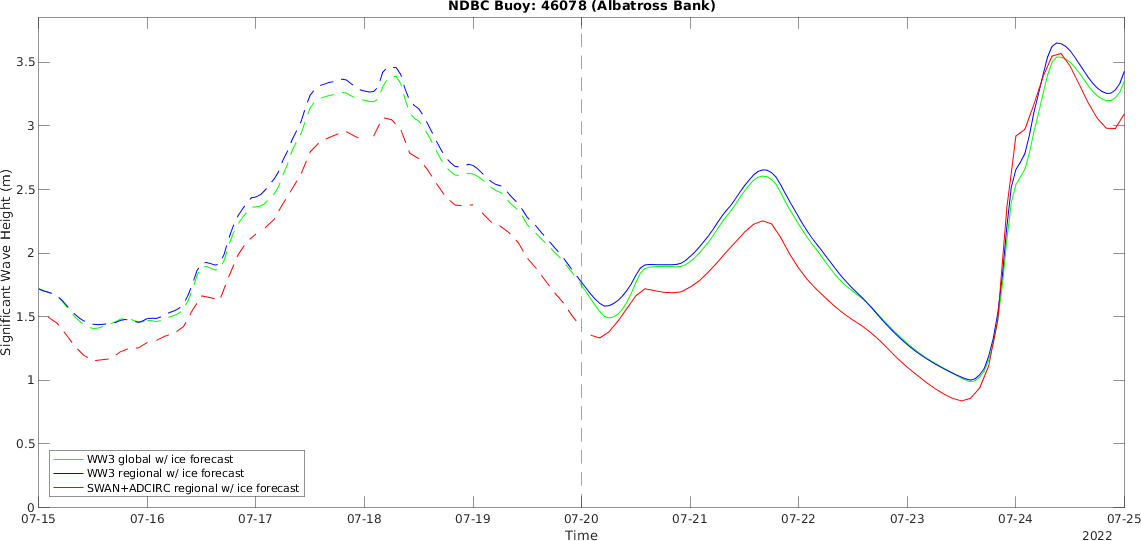 NDBC Buoy: 46078 (Albatross Bank)
Significant Wave Height (m)
3.5
3
2.5
2
1.5
1
0.5
0
WW3 global w/ ice forecast
WW3 regional w/ ice forecast
SWAN+ADCIRC regional w/ ice forecast
07-15 07-16 07-17 07-18 07-19 07-20 07-21 07-22 07-23 07-24 07-25
Time
2022